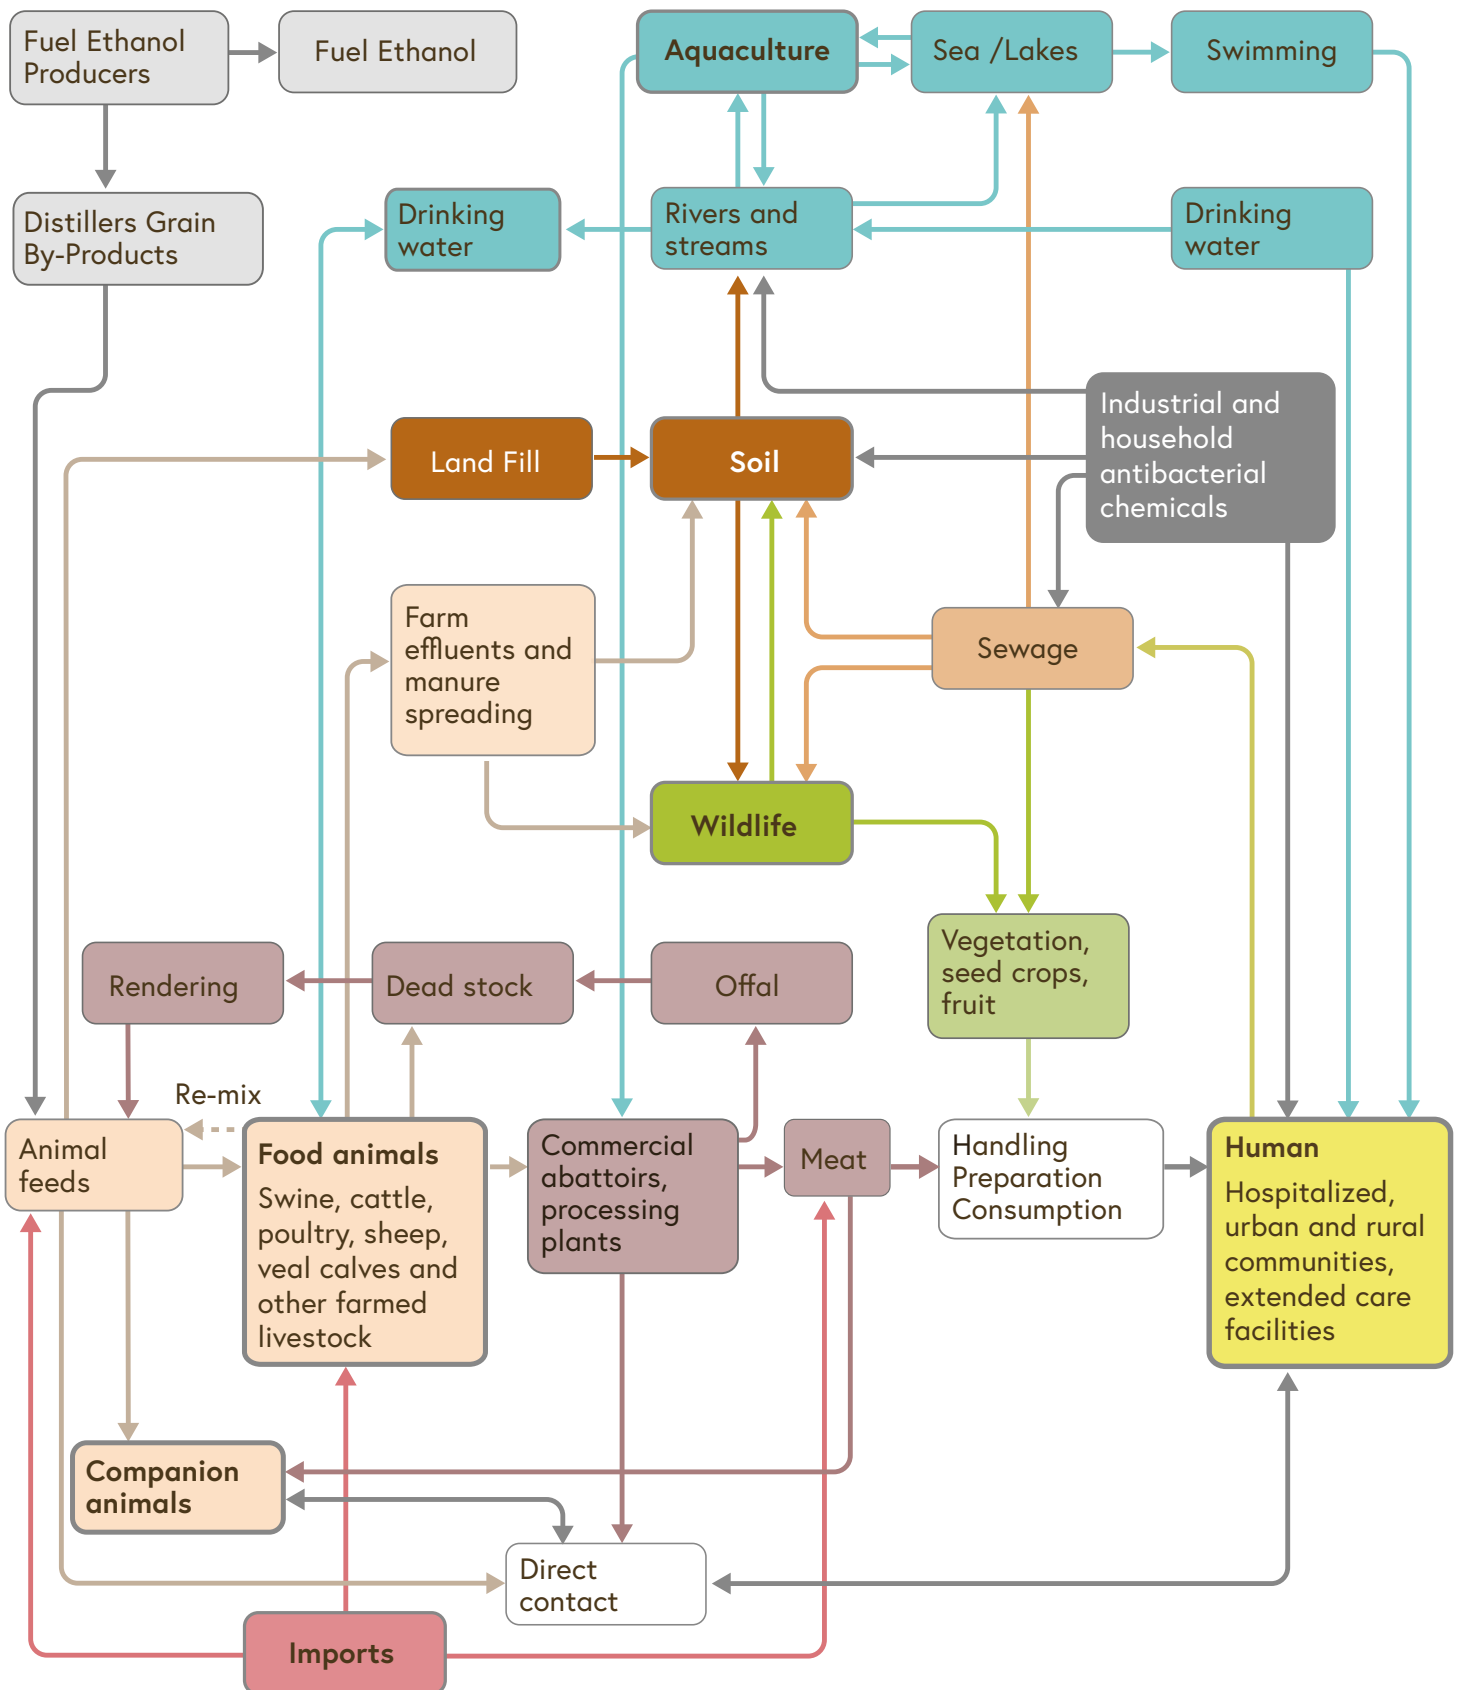 Fuel Ethanol
Producers
Fuel Ethanol
Aquaculture
Sea /Lakes
Swimming
Distillers Grain
By-Products
Drinking
water
Rivers and
streams
Drinking
water
Land Fill
Soil
Industrial and
household
antibacterial
chemicals
Farm
effluents and
manure
spreading
Sewage
Wildlife
Vegetation,
seed crops,
fruit
Rendering
Dead stock
Offal
Re-mix
Animal
feeds
Food animals
Swine, cattle,
poultry, sheep,
veal calves and
other farmed
livestock
Commercial
abattoirs,
processing
plants
Meat
Handling
Preparation
Consumption
Human
Hospitalized,
urban and rural
communities,
extended care
facilities
Companion
animals
Direct
contact
Imports